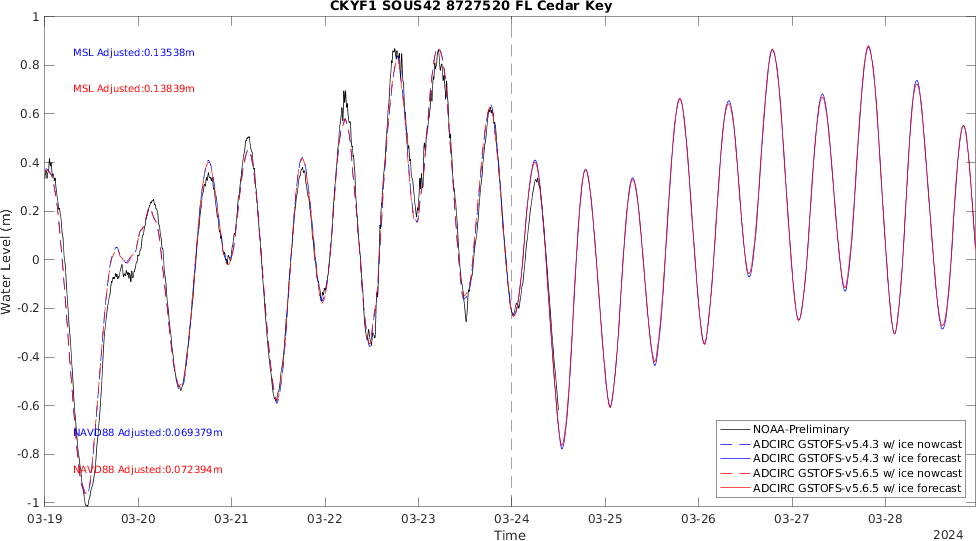 CKYF1 SOUS42 8727520 FL Cedar Key
Water Level (m)
1
0.8
0.6
0.4
0.2
0
-0.2
-0.4
-0.6
-0.8
-1
MSL Adjusted:0.13538m
MSL Adjusted:0.13839m
NAVD88 Adjusted:0.069379m
NAVD88 Adjusted:0.072394m
NOAA-Preliminary
ADCIRC GSTOFS-v5.4.3 w/ ice nowcast
ADCIRC GSTOFS-v5.4.3 w/ ice forecast
ADCIRC GSTOFS-v5.6.5 w/ ice nowcast
ADCIRC GSTOFS-v5.6.5 w/ ice forecast
03-19 03-20 03-21 03-22 03-23 03-24 03-25 03-26 03-27 03-28
Time
2024